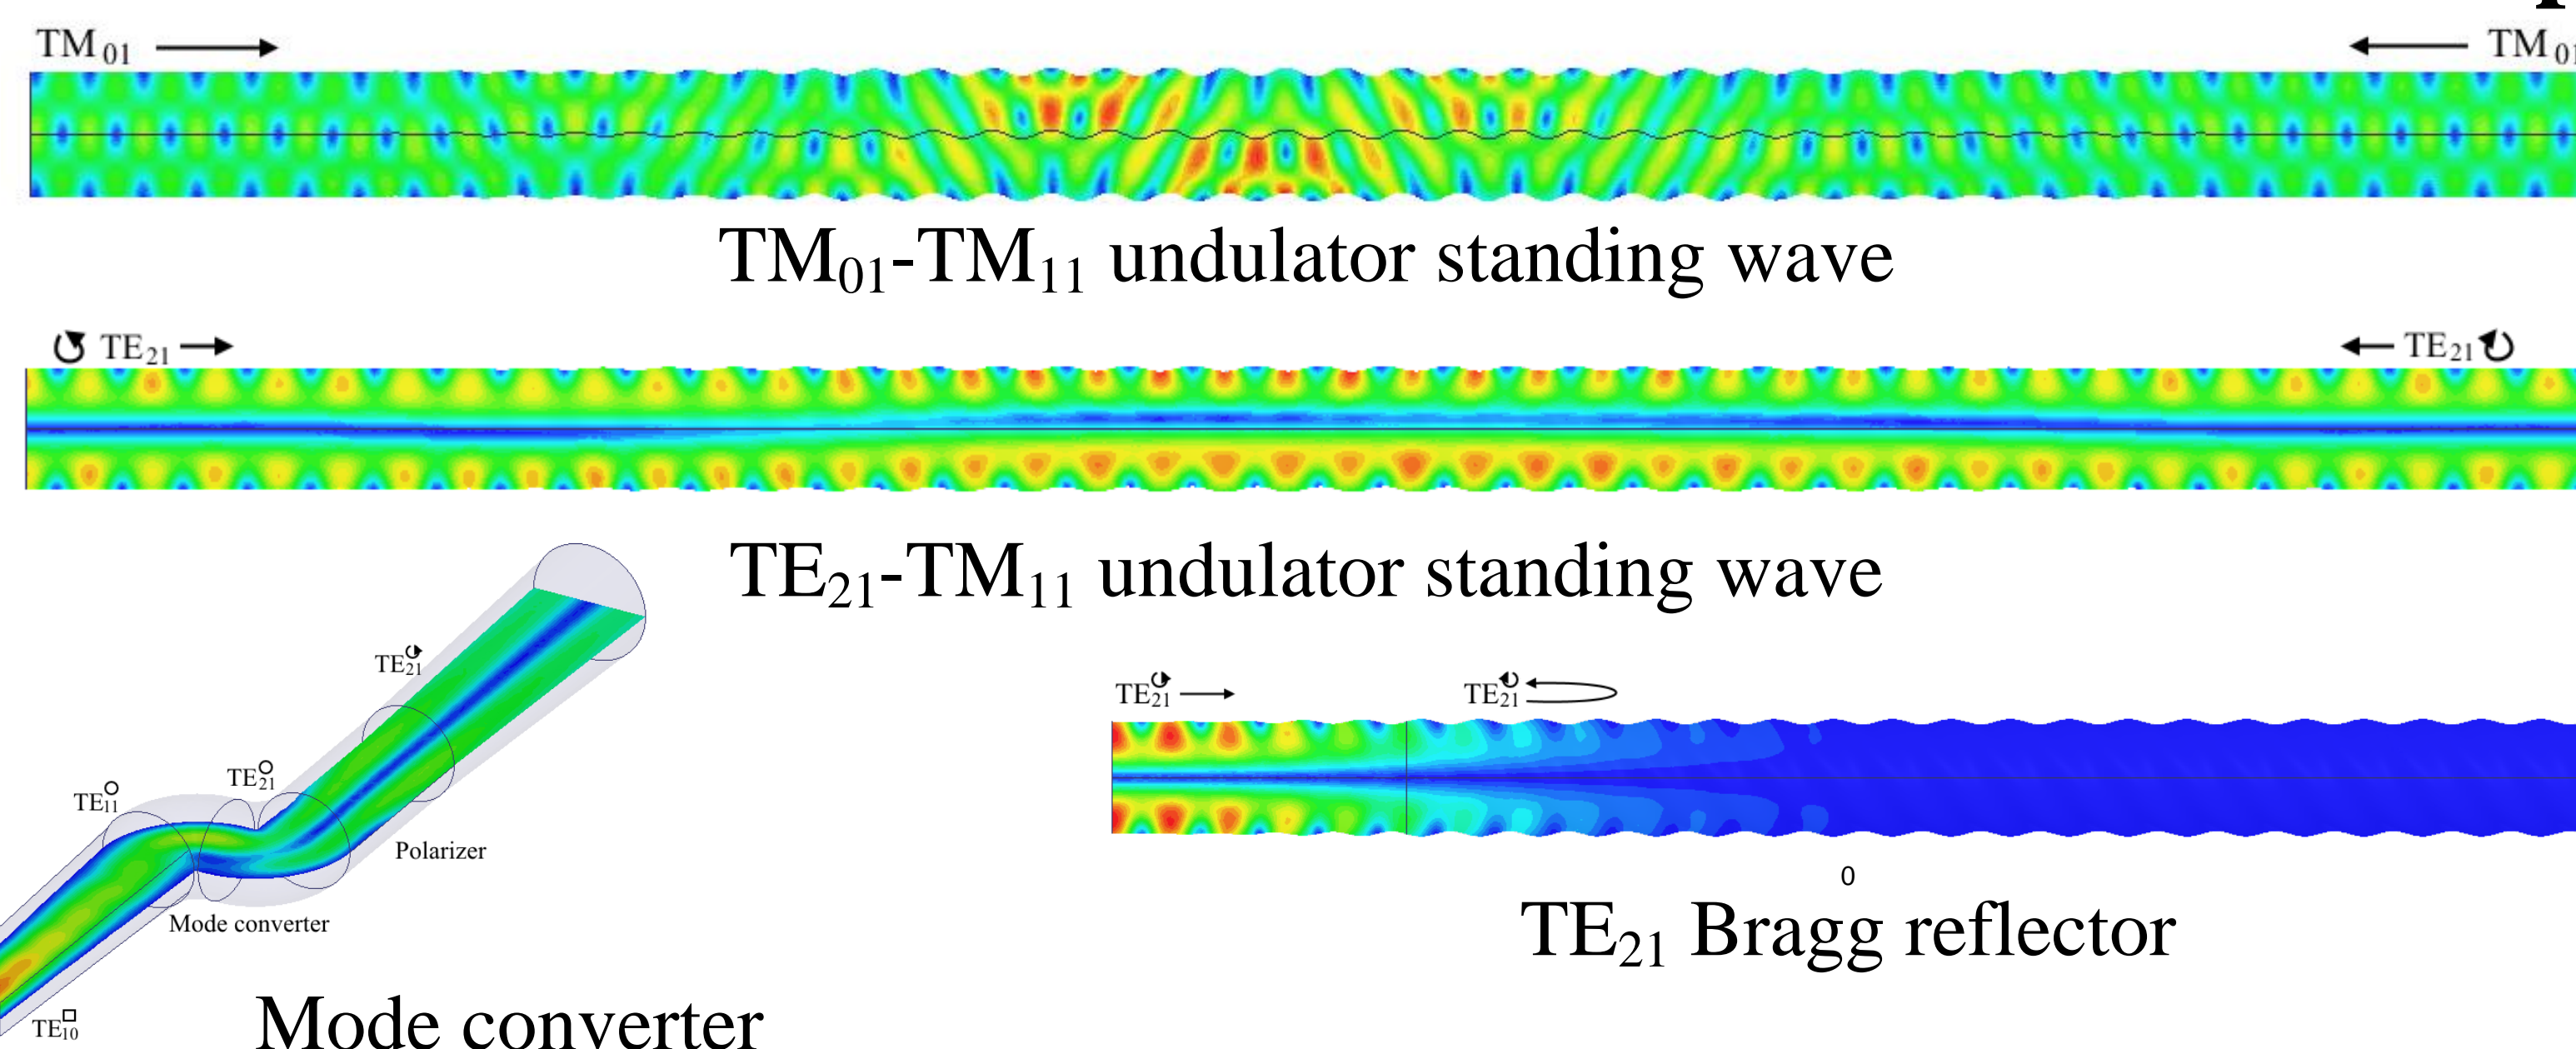 TM₀₁ → ← TM₀₁
TM₀₁-TM₁₁ undulator standing wave
↺ TE₂₁ → ← TE₂₁ ↻
TE₂₁-TM₁₁ undulator standing wave
TE₂₁
TE₂₁ → TE₂₁
TE₂₁
TE₁₁
Polarizer
0
Mode converter
TE₂₁ Bragg reflector
TE₁₀
Mode converter